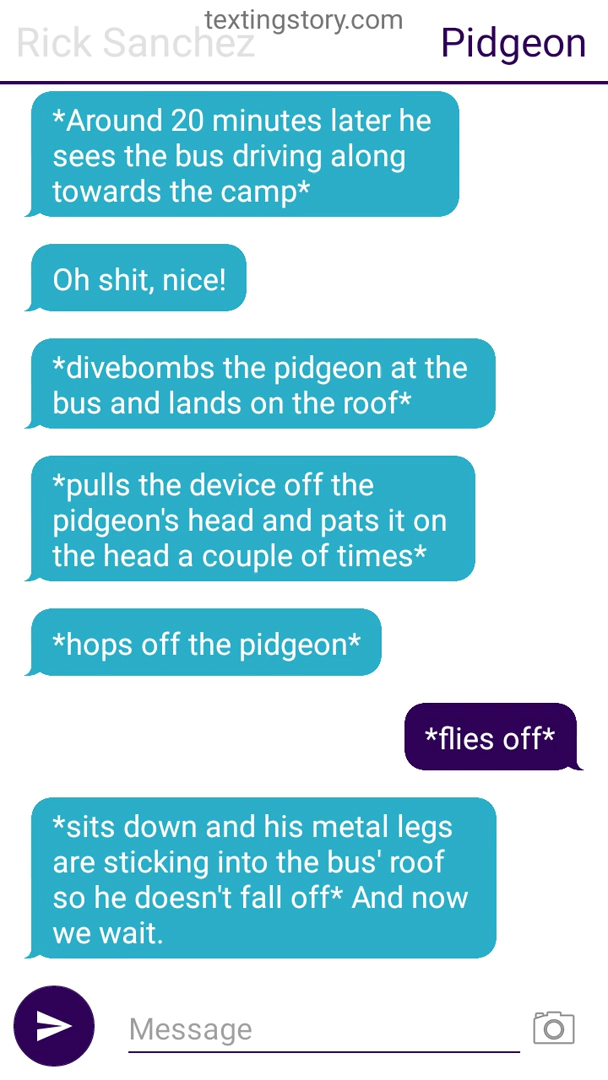 textingstory.com
Rick Sanchez
Pidgeon
*Around 20 minutes later he
sees the bus driving along
towards the camp*
Oh shit, nice!
*divebombs the pidgeon at the
bus and lands on the roof*
*pulls the device off the
pidgeon's head and pats it on
the head a couple of times*
*hops off the pidgeon*
*flies off*
*sits down and his metal legs
are sticking into the bus' roof
so he doesn't fall off* And now
we wait.
Message